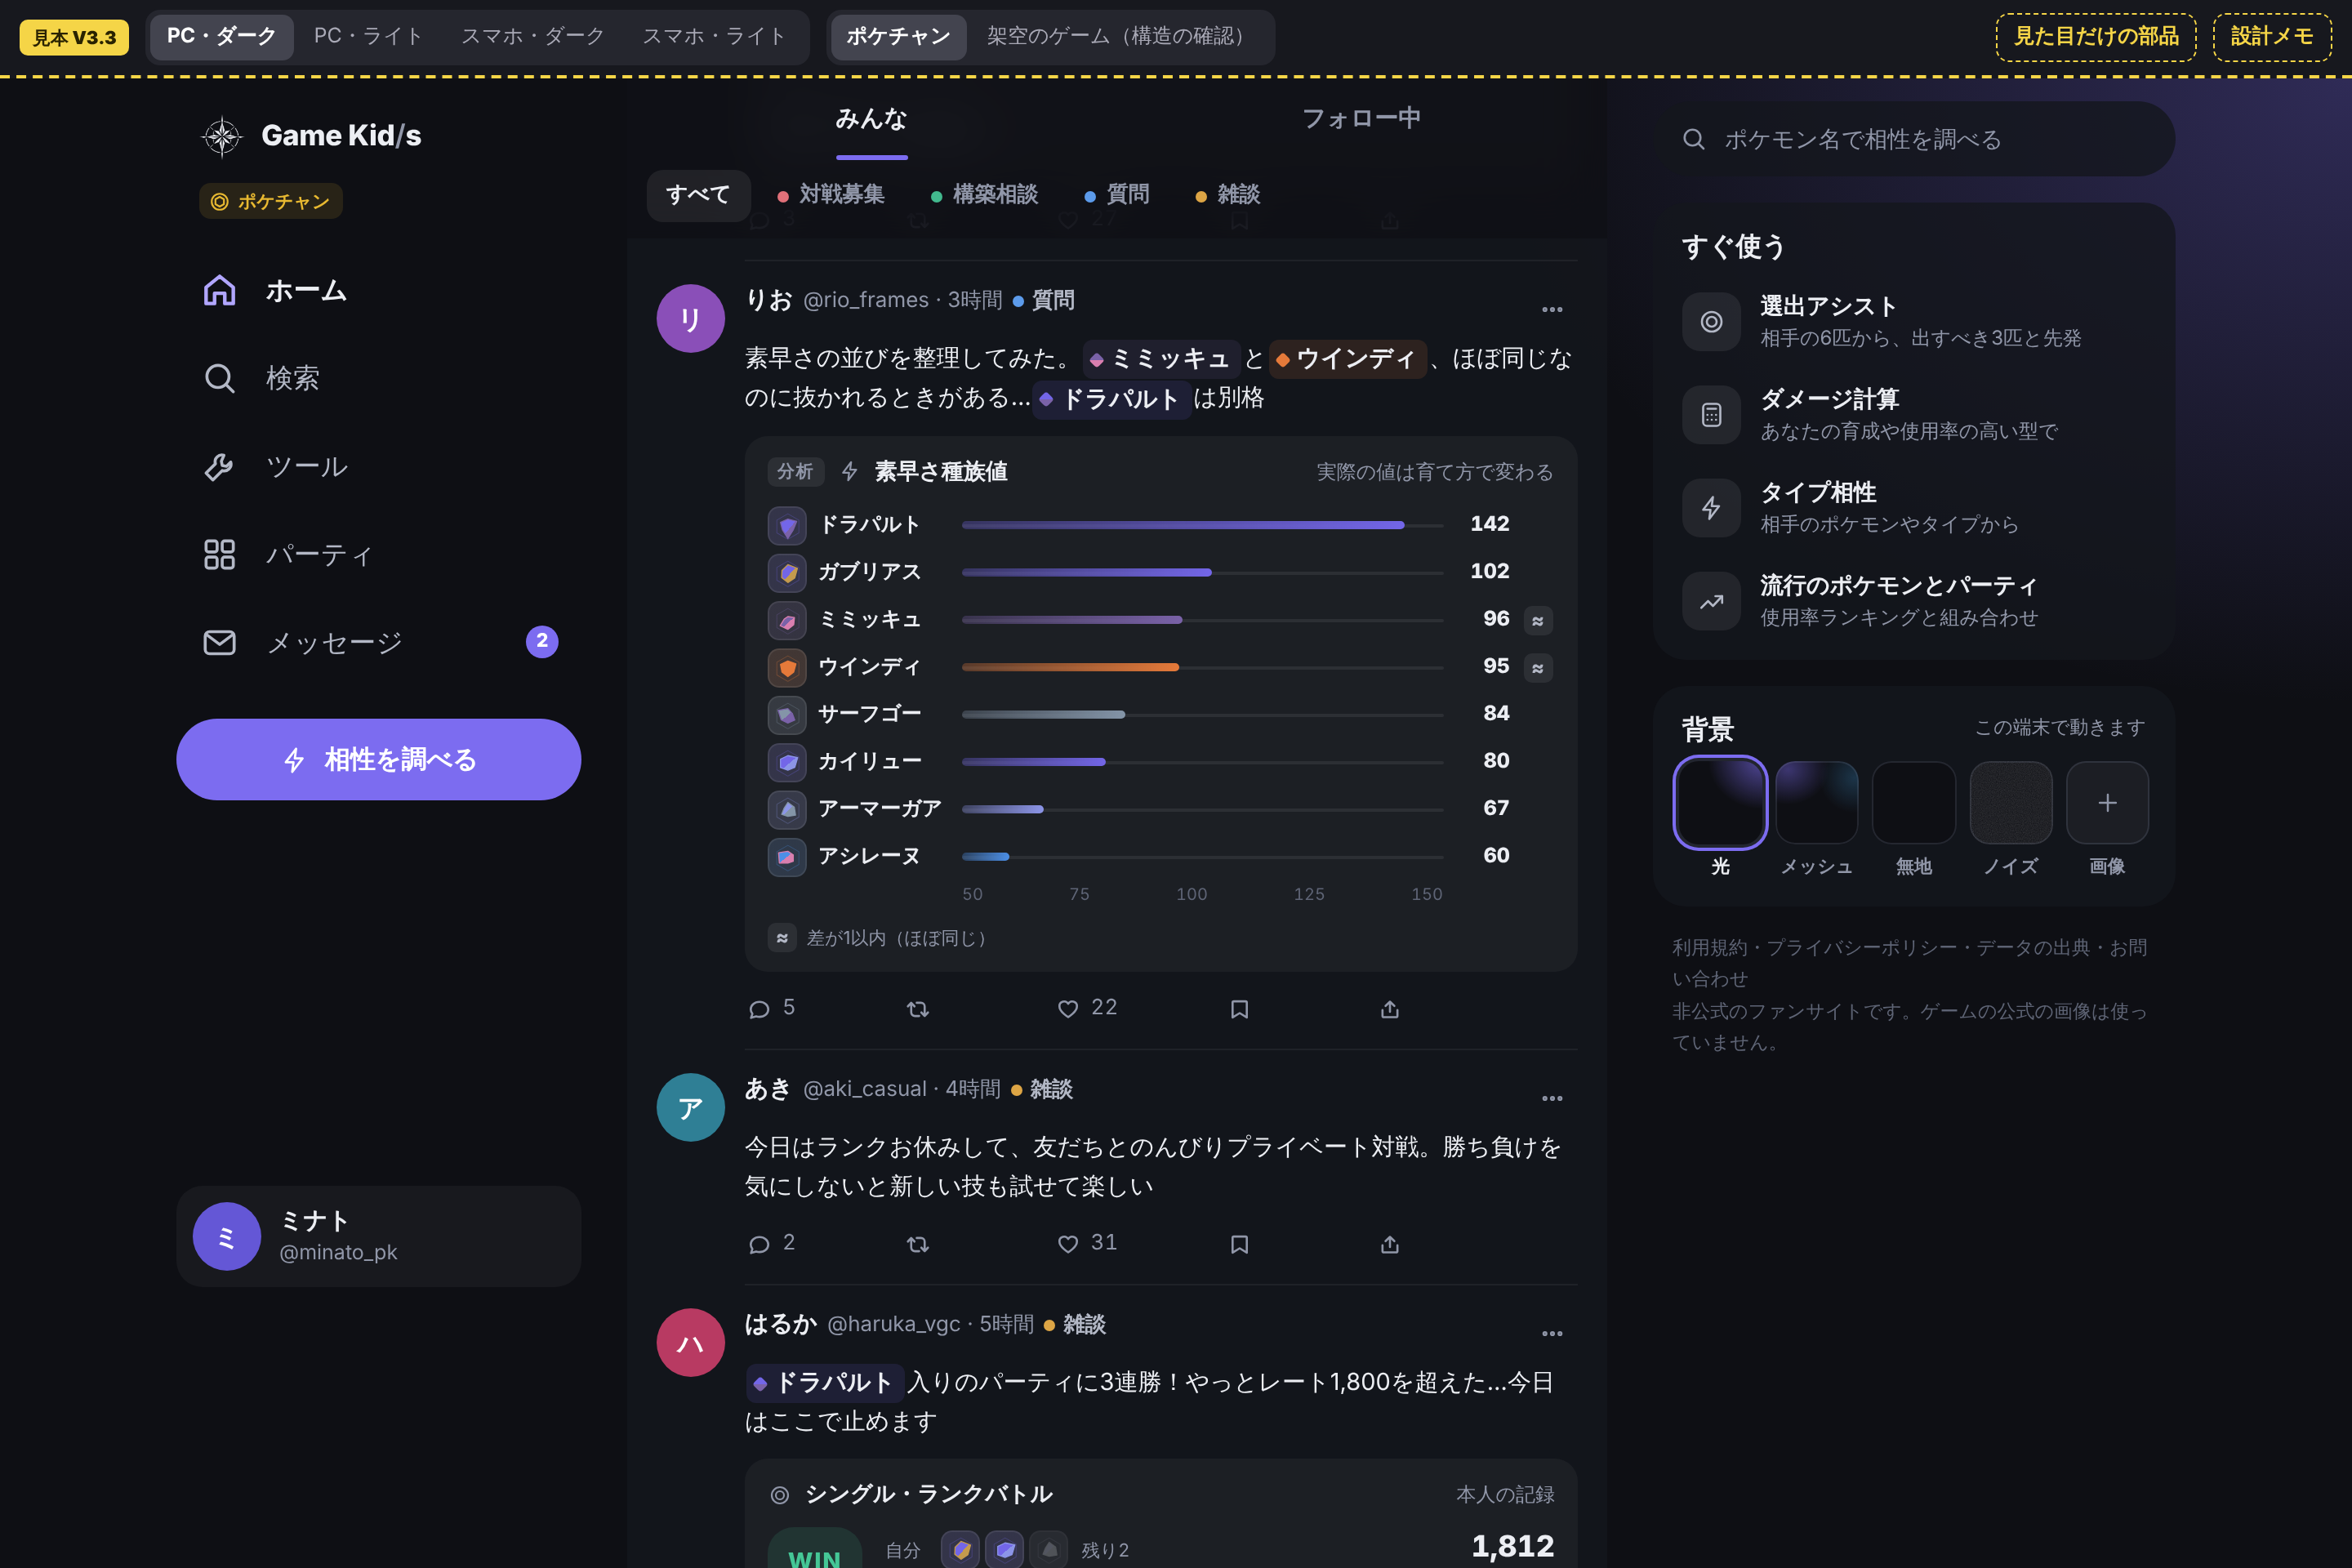 見本 V3.3
PC・ダーク
PC・ライト
スマホ・ダーク
スマホ・ライト
ポケチャン
架空のゲーム（構造の確認）
見た目だけの部品
設計メモ
Game Kid/s
ポケチャン
ホーム
検索
ツール
パーティ
メッセージ
2
相性を調べる
ミ
ミナト
@minato_pk
みんな
フォロー中
すべて
対戦募集
構築相談
質問
雑談
3
27
リ
りお @rio_frames · 3時間 質問
素早さの並びを整理してみた。ミミッキュとウインディ、ほぼ同じな
のに抜かれるときがある…ドラパルトは別格
分析 素早さ種族値 実際の値は育て方で変わる
ドラパルト 142
ガブリアス 102
ミミッキュ 96 ≈
ウインディ 95 ≈
サーフゴー 84
カイリュー 80
アーマーガア 67
アシレーヌ 60
50 75 100 125 150
≈ 差が1以内（ほぼ同じ）
5 22
ア
あき @aki_casual · 4時間 雑談
今日はランクお休みして、友だちとのんびりプライベート対戦。勝ち負けを
気にしないと新しい技も試せて楽しい
2 31
ハ
はるか @haruka_vgc · 5時間 雑談
ドラパルト入りのパーティに3連勝！やっとレート1,800を超えた…今日
はここで止めます
シングル・ランクバトル 本人の記録
WIN 自分 残り2 1,812
ポケモン名で相性を調べる
すぐ使う
選出アシスト
相手の6匹から、出すべき3匹と先発
ダメージ計算
あなたの育成や使用率の高い型で
タイプ相性
相手のポケモンやタイプから
流行のポケモンとパーティ
使用率ランキングと組み合わせ
背景 この端末で動きます
光 メッシュ 無地 ノイズ 画像
利用規約・プライバシーポリシー・データの出典・お問
い合わせ
非公式のファンサイトです。ゲームの公式の画像は使っ
ていません。